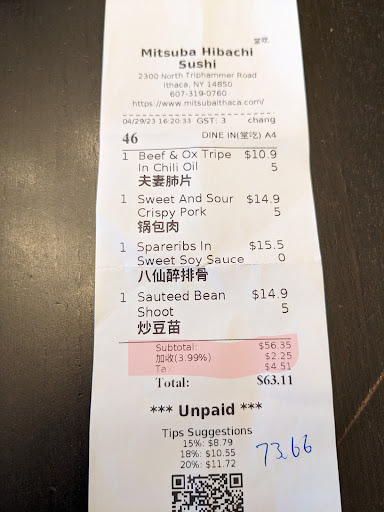 堂吃
Mitsuba Hibachi
Sushi
2300 North Triphammer Road
Ithaca, NY 14850
607-319-0760
https://www.mitsubaithaca.com/
04/29/23 16:20:33 GST: 3 chang
46 DINE IN(堂吃) A4
1 Beef & Ox Tripe $10.9
In Chili Oil 5
夫妻肺片
1 Sweet And Sour $14.9
Crispy Pork 5
锅包肉
1 Spareribs In $15.5
Sweet Soy Sauce 0
八仙醉排骨
1 Sauteed Bean $14.9
Shoot 5
炒豆苗
Subtotal: $56.35
加收(3.99%) $2.25
Tax $4.51
Total: $63.11
*** Unpaid ***
Tips Suggestions
15%: $8.79
18%: $10.55
20%: $11.72
73.66